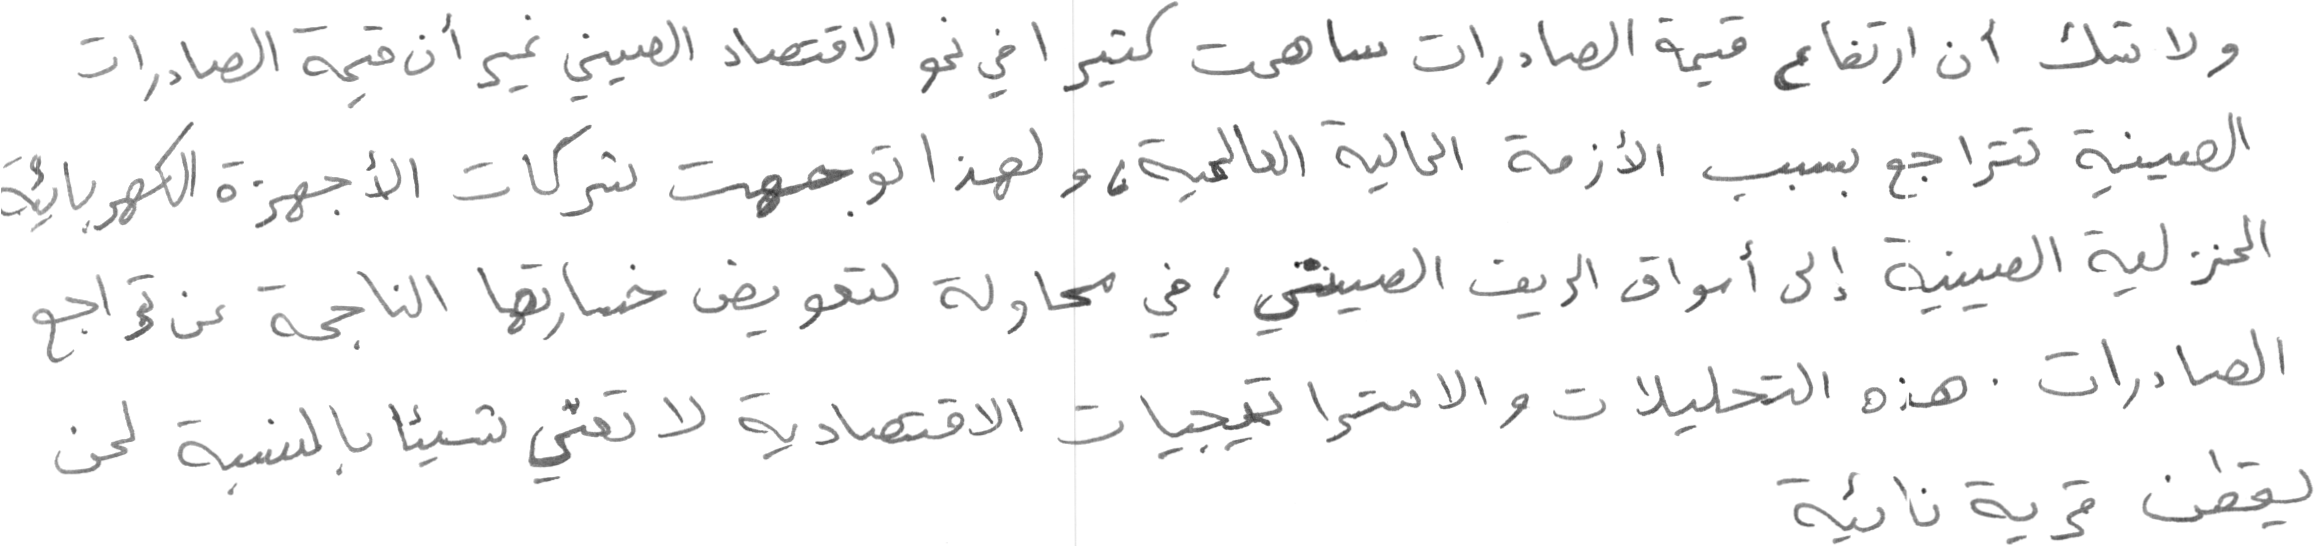 ولا شك أن ارتفاع قيمة الصادرات ساهمت كثيرا في نمو الاقتصاد الصيني غير أن قيمة الصادرات
الصينية تتراجع بسبب الأزمة المالية العالمية، ولهذا توجهت شركات الأجهزة الكهربائية
المنزلية الصينية إلى أسواق الريف الصيني، في محاولة لتعويض خسارتها الناجمة عن تراجع
الصادرات. هذه التحليلات والاستراتيجيات الاقتصادية لا تعني شيئا بالنسبة لمن
يقطن قرية نائية